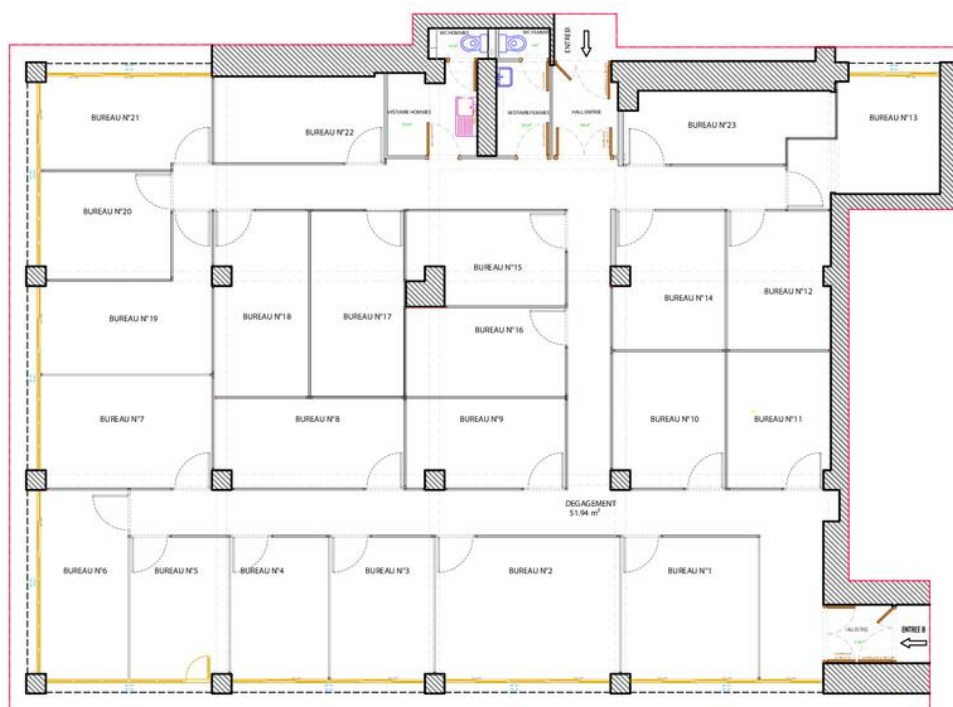 WC HOMMES
WC FEMMES
ENTREE B
BUREAU N°21
BUREAU N°22
VESTIAIRE HOMMES
VESTIAIRE FEMMES
HALL ENTREE
BUREAU N°23
BUREAU N°13
BUREAU N°20
BUREAU N°15
BUREAU N°14
BUREAU N°12
BUREAU N°19
BUREAU N°18
BUREAU N°17
BUREAU N°16
BUREAU N°7
BUREAU N°8
BUREAU N°9
BUREAU N°10
BUREAU N°11
DEGAGEMENT
51.94 m²
BUREAU N°6
BUREAU N°5
BUREAU N°4
BUREAU N°3
BUREAU N°2
BUREAU N°1
ENTREE B